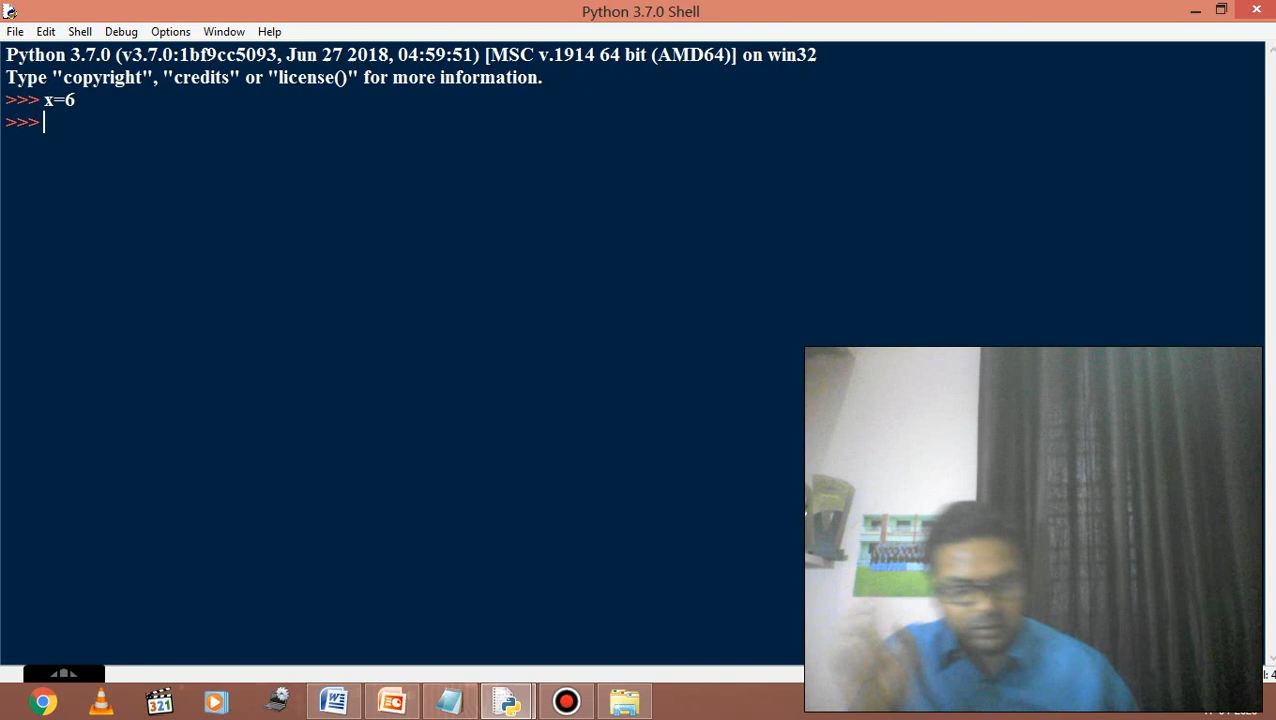 Python 3.7.0 Shell
File Edit Shell Debug Options Window Help
Python 3.7.0 (v3.7.0:1bf9cc5093, Jun 27 2018, 04:59:51) [MSC v.1914 64 bit (AMD64)] on win32
Type "copyright", "credits" or "license()" for more information.
>>> x=6
>>>
321